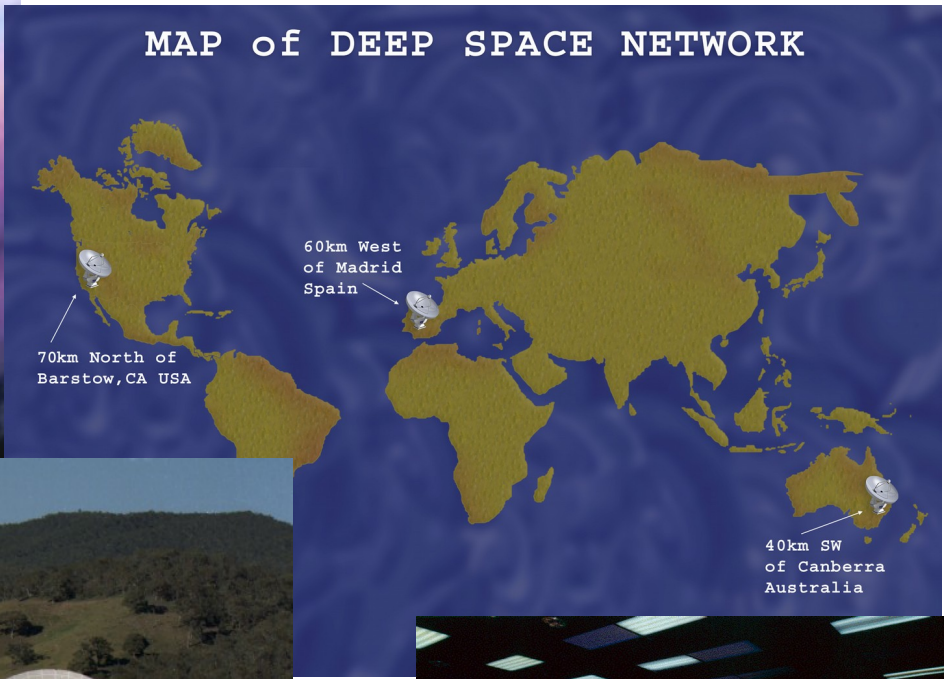 MAP of DEEP SPACE NETWORK
60km West
of Madrid
Spain
70km North of
Barstow,CA USA
40km SW
of Canberra
Australia